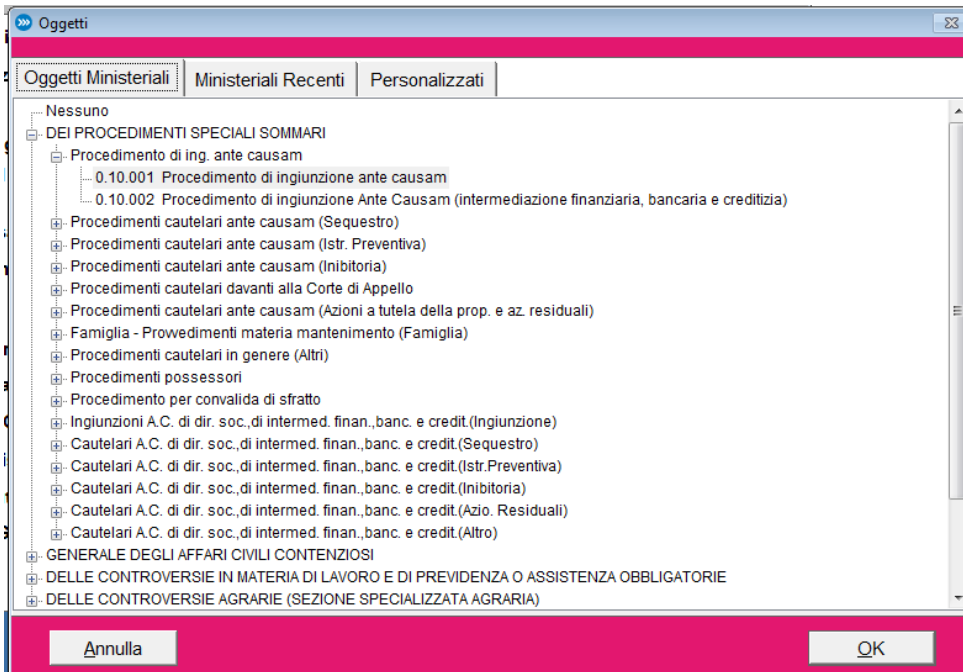 Oggetti
Oggetti Ministeriali Ministeriali Recenti Personalizzati
Nessuno
DEI PROCEDIMENTI SPECIALI SOMMARI
Procedimento di ing. ante causam
0.10.001 Procedimento di ingiunzione ante causam
0.10.002 Procedimento di ingiunzione Ante Causam (intermediazione finanziaria, bancaria e creditizia)
Procedimenti cautelari ante causam (Sequestro)
Procedimenti cautelari ante causam (Istr. Preventiva)
Procedimenti cautelari ante causam (Inibitoria)
Procedimenti cautelari davanti alla Corte di Appello
Procedimenti cautelari ante causam (Azioni a tutela della prop. e az. residuali)
Famiglia - Provvedimenti materia mantenimento (Famiglia)
Procedimenti cautelari in genere (Altri)
Procedimenti possessori
Procedimento per convalida di sfratto
Ingiunzioni A.C. di dir. soc.,di intermed. finan.,banc. e credit.(Ingiunzione)
Cautelari A.C. di dir. soc.,di intermed. finan.,banc. e credit.(Sequestro)
Cautelari A.C. di dir. soc.,di intermed. finan.,banc. e credit.(Istr.Preventiva)
Cautelari A.C. di dir. soc.,di intermed. finan.,banc. e credit.(Inibitoria)
Cautelari A.C. di dir. soc.,di intermed. finan.,banc. e credit.(Azio. Residuali)
Cautelari A.C. di dir. soc.,di intermed. finan.,banc. e credit.(Altro)
GENERALE DEGLI AFFARI CIVILI CONTENZIOSI
DELLE CONTROVERSIE IN MATERIA DI LAVORO E DI PREVIDENZA O ASSISTENZA OBBLIGATORIE
DELLE CONTROVERSIE AGRARIE (SEZIONE SPECIALIZZATA AGRARIA)
Annulla OK